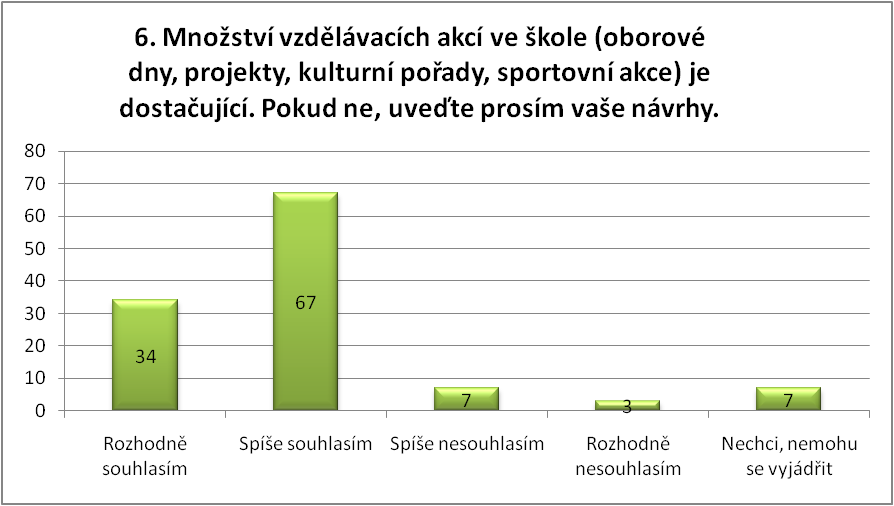 6. Množství vzdělávacích akcí ve škole (oborové
dny, projekty, kulturní pořady, sportovní akce) je
dostačující. Pokud ne, uveďte prosím vaše návrhy.
80
70
60
50
40
30
20
10
0
34
67
7
3
7
Rozhodně
souhlasím
Spíše souhlasím
Spíše nesouhlasím
Rozhodně
nesouhlasím
Nechci, nemohu
se vyjádřit